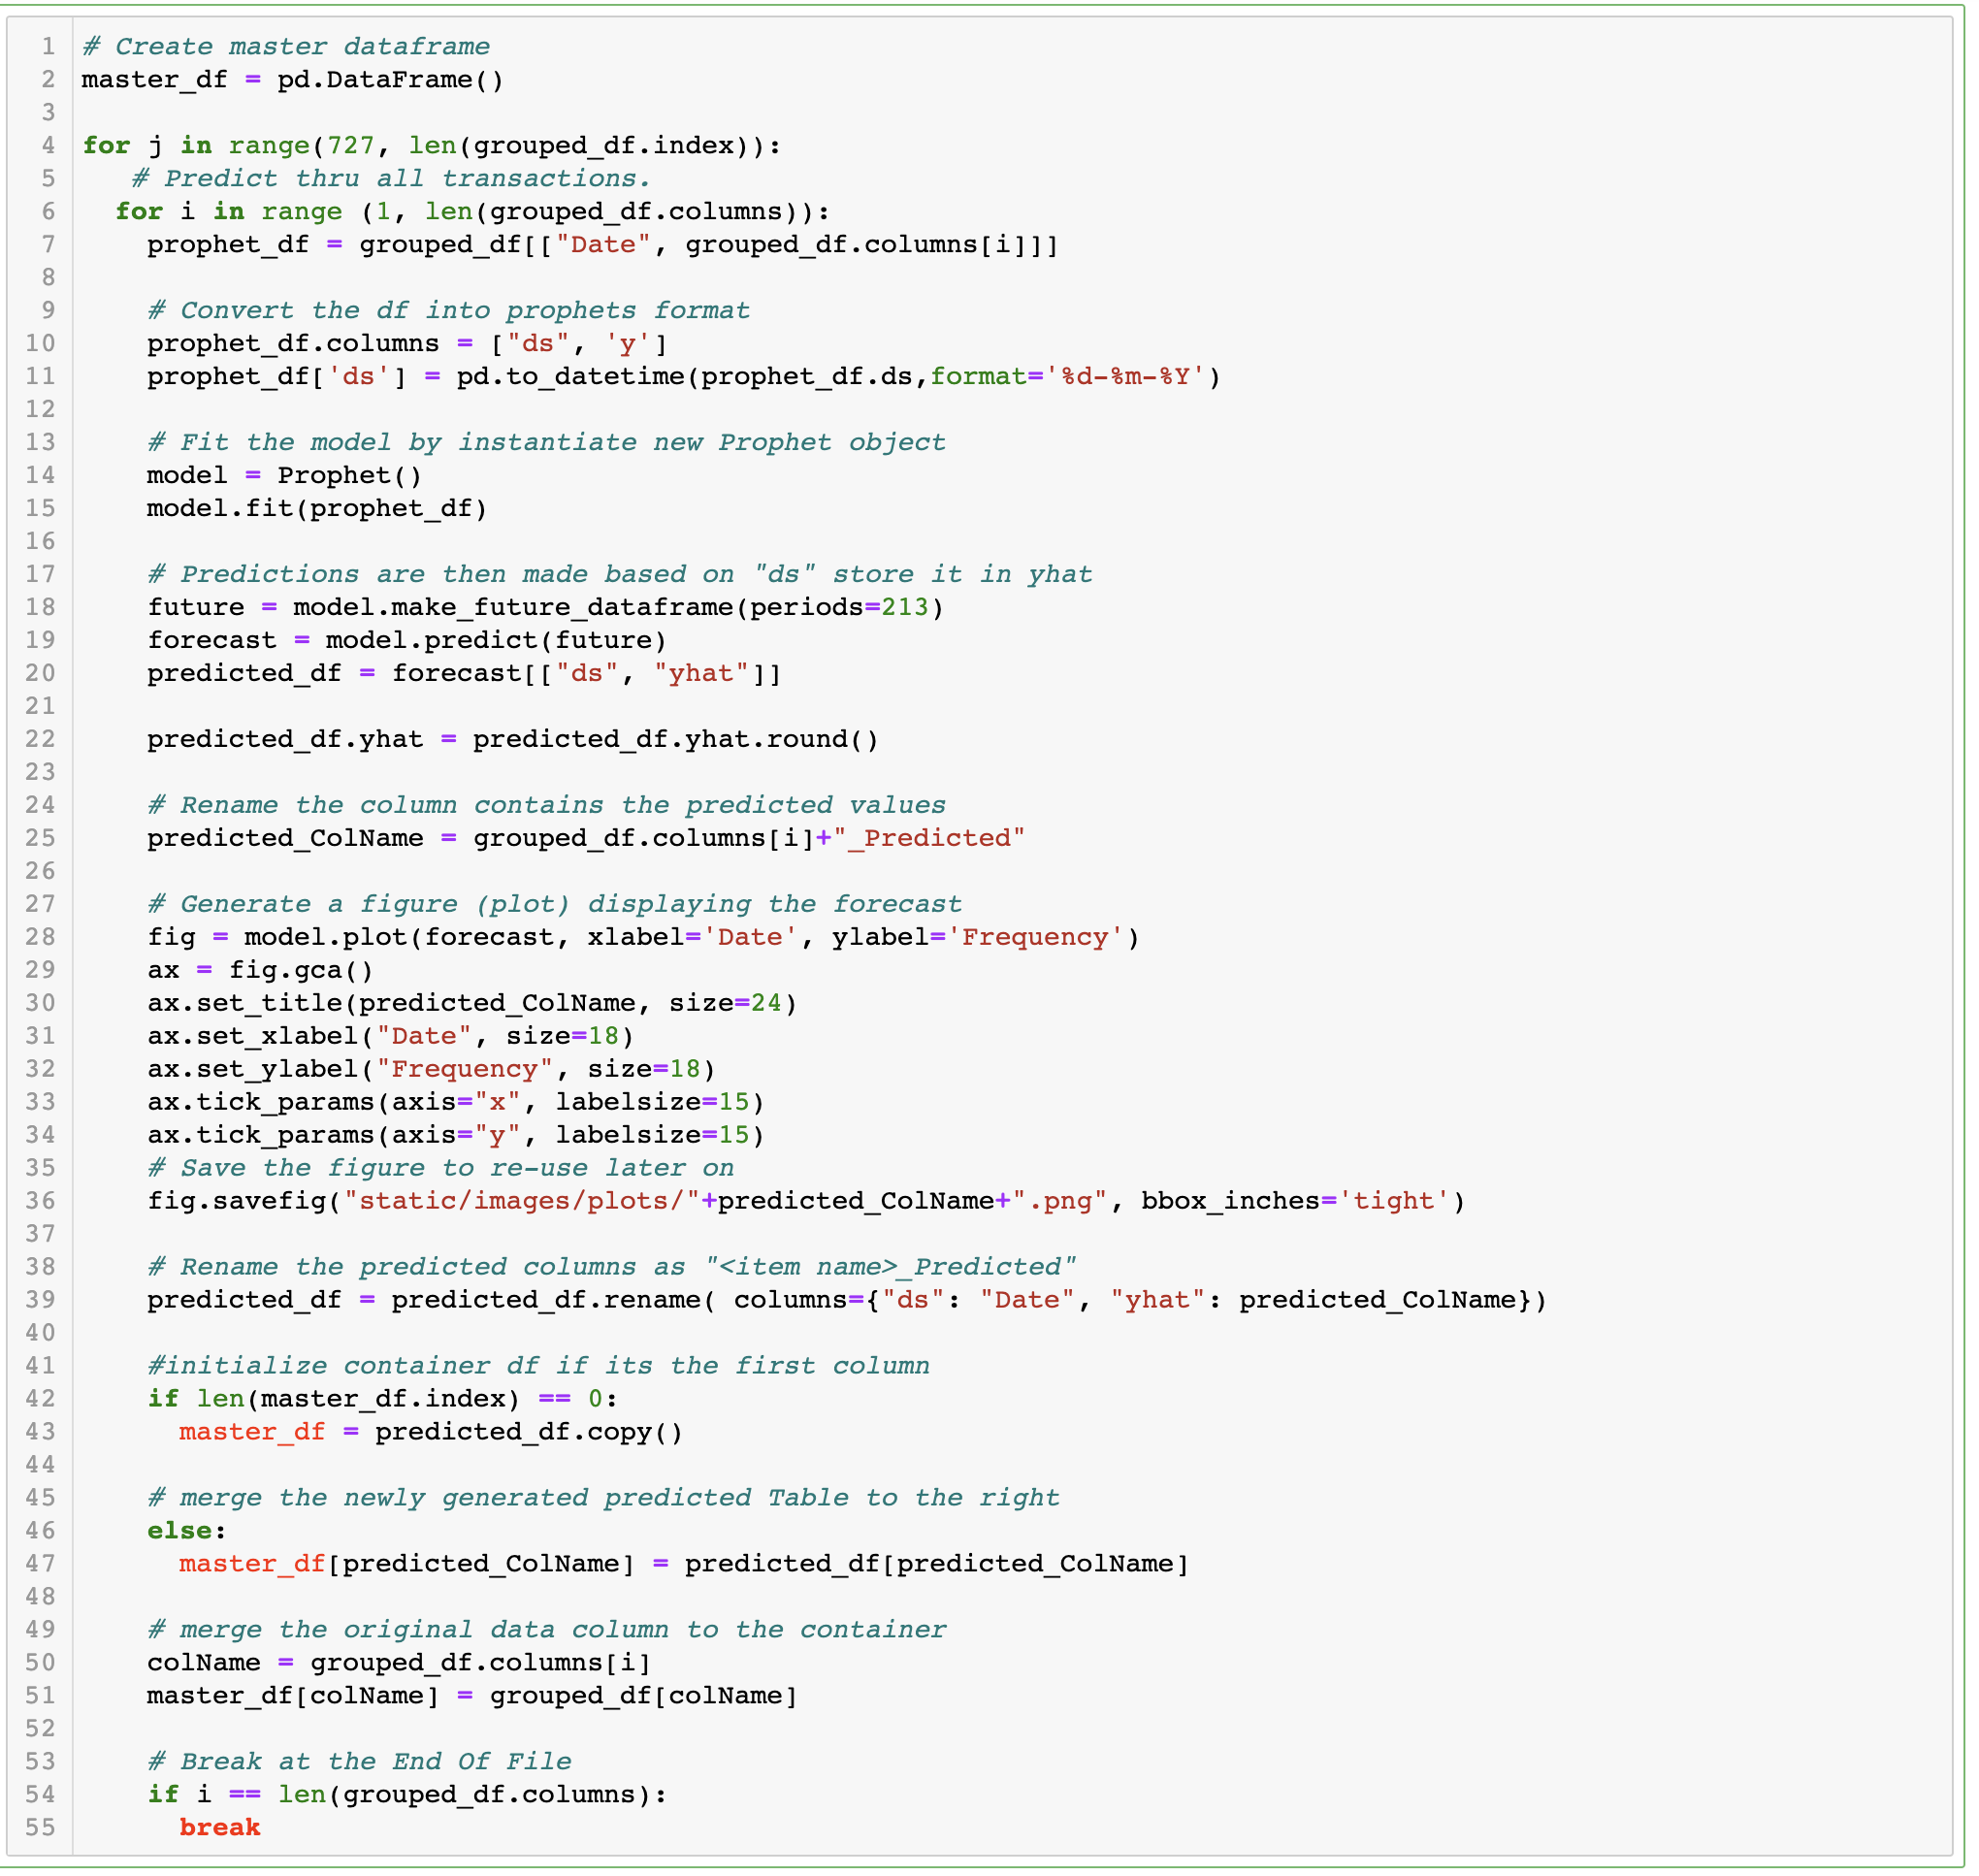 1 # Create master dataframe
2 master_df = pd.DataFrame()
3
4 for j in range(727, len(grouped_df.index)):
5    # Predict thru all transactions.
6   for i in range (1, len(grouped_df.columns)):
7     prophet_df = grouped_df[["Date", grouped_df.columns[i]]]
8
9     # Convert the df into prophets format
10     prophet_df.columns = ["ds", 'y']
11     prophet_df['ds'] = pd.to_datetime(prophet_df.ds,format='%d-%m-%Y')
12
13     # Fit the model by instantiate new Prophet object
14     model = Prophet()
15     model.fit(prophet_df)
16
17     # Predictions are then made based on "ds" store it in yhat
18     future = model.make_future_dataframe(periods=213)
19     forecast = model.predict(future)
20     predicted_df = forecast[["ds", "yhat"]]
21
22     predicted_df.yhat = predicted_df.yhat.round()
23
24     # Rename the column contains the predicted values
25     predicted_ColName = grouped_df.columns[i]+"_Predicted"
26
27     # Generate a figure (plot) displaying the forecast
28     fig = model.plot(forecast, xlabel='Date', ylabel='Frequency')
29     ax = fig.gca()
30     ax.set_title(predicted_ColName, size=24)
31     ax.set_xlabel("Date", size=18)
32     ax.set_ylabel("Frequency", size=18)
33     ax.tick_params(axis="x", labelsize=15)
34     ax.tick_params(axis="y", labelsize=15)
35     # Save the figure to re-use later on
36     fig.savefig("static/images/plots/"+predicted_ColName+".png", bbox_inches='tight')
37
38     # Rename the predicted columns as "<item name>_Predicted"
39     predicted_df = predicted_df.rename( columns={"ds": "Date", "yhat": predicted_ColName})
40
41     #initialize container df if its the first column
42     if len(master_df.index) == 0:
43       master_df = predicted_df.copy()
44
45     # merge the newly generated predicted Table to the right
46     else:
47       master_df[predicted_ColName] = predicted_df[predicted_ColName]
48
49     # merge the original data column to the container
50     colName = grouped_df.columns[i]
51     master_df[colName] = grouped_df[colName]
52
53     # Break at the End Of File
54     if i == len(grouped_df.columns):
55       break